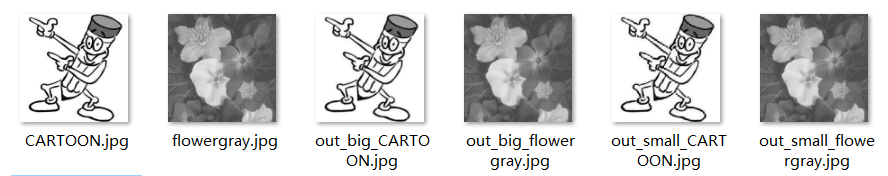 CARTOON.jpg
flowergray.jpg
out_big_CARTO
ON.jpg
out_big_flower
gray.jpg
out_small_CART
OON.jpg
out_small_flowe
rgray.jpg